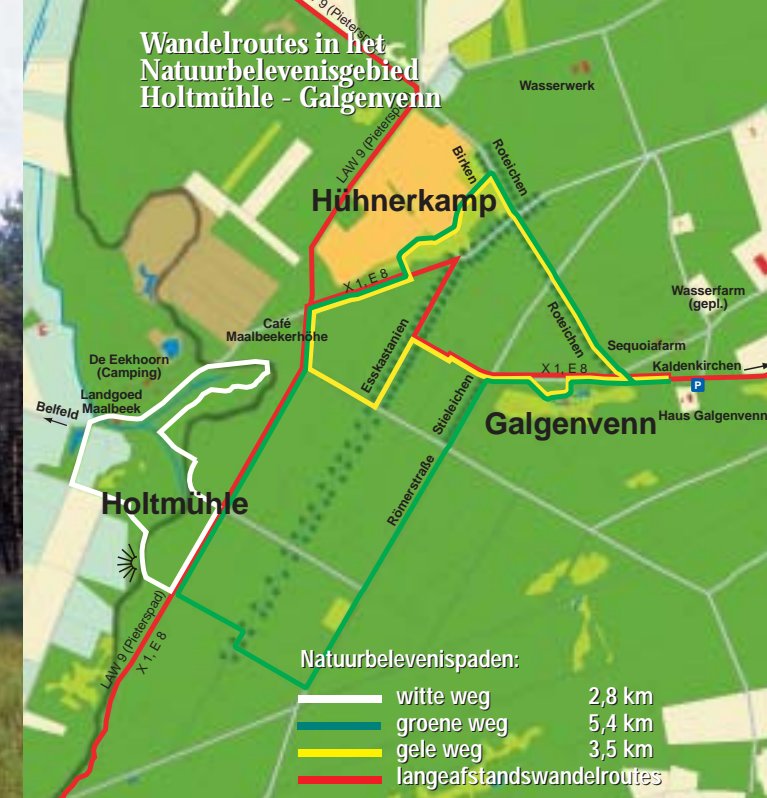 9 (Pietersp
Wandelroutes in het
Natuurbelevenisgebied
Holtmühle - Galgenvenn
Wasserwerk
LAW 9 (Pietersp
Birken
Roteichen
Hühnerkamp
X 1, E 8
Wasserfarm
(gepl.)
Café
Maalbeekerhöhe
Roteichen
Esskastanien
Sequoiafarm
De Eekhoorn
(Camping)
X 1, E 8
Kaldenkirchen
P
Landgoed
Maalbeek
Belfeld
Stieleichen
Haus Galgenvenn
Galgenvenn
Holtmühle
Römerstraße
LAW 9 (Pieterspad)
X 1, E 8
Natuurbelevenispaden:
witte weg 2,8 km
groene weg 5,4 km
gele weg 3,5 km
langeafstandswandelroutes